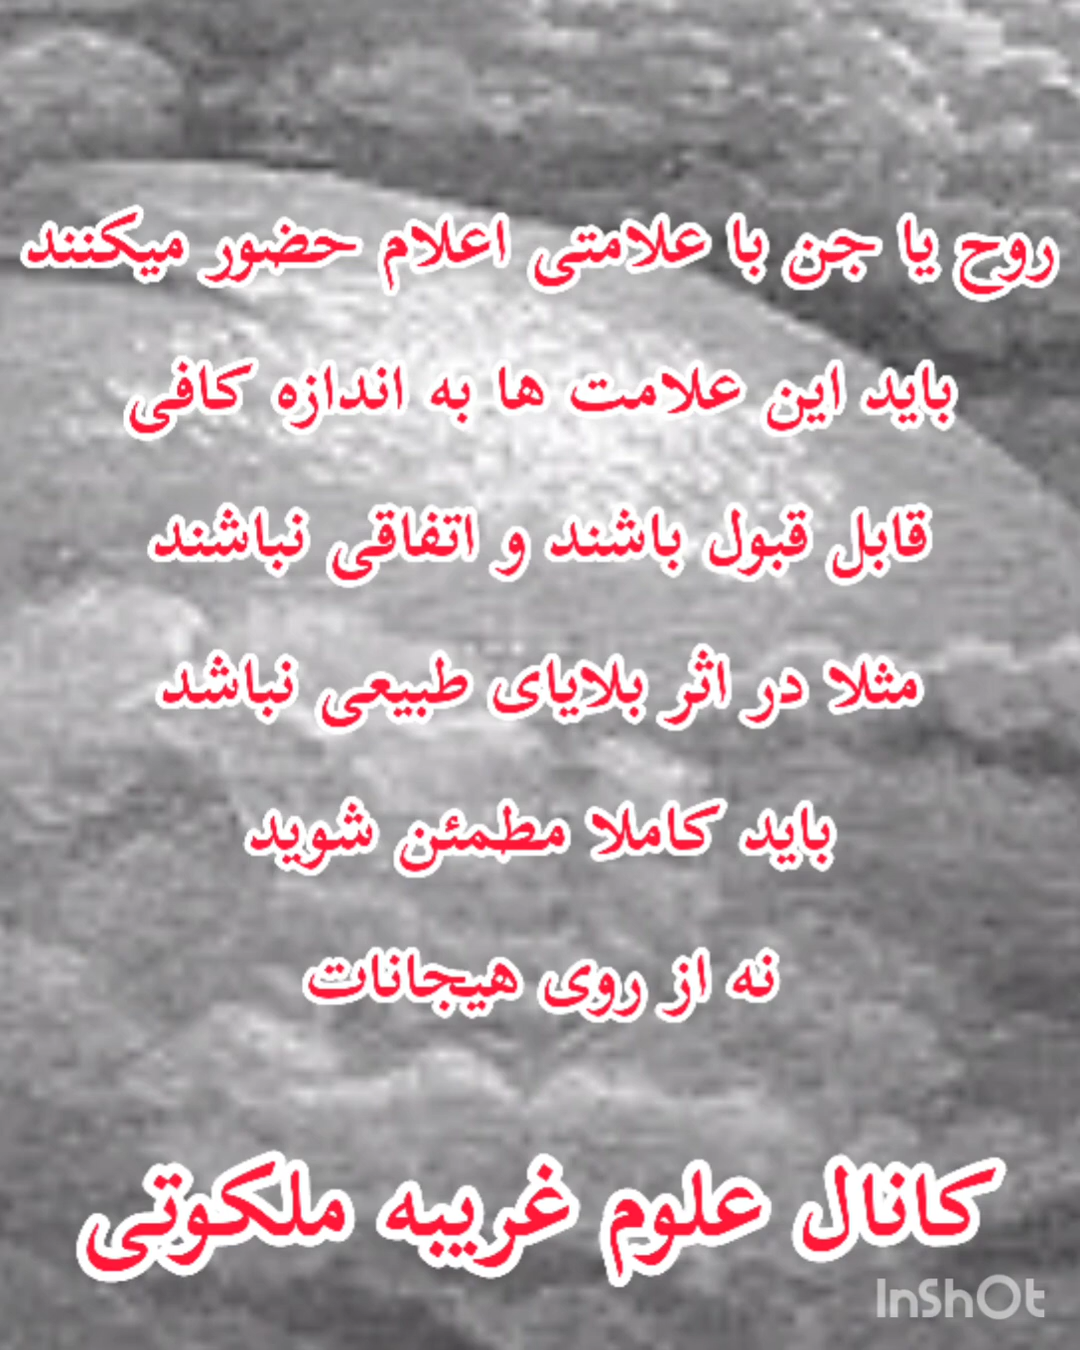 روح یا جن با علامتی اعلام حضور میکنند
باید این علامت ها به اندازه کافی
قابل قبول باشند و اتفاقی نباشند
مثلا در اثر بلایای طبیعی نباشد
باید کاملا مطمئن شوید
نه از روی هیجانات
کانال علوم غریبه ملکوتی
InShOt